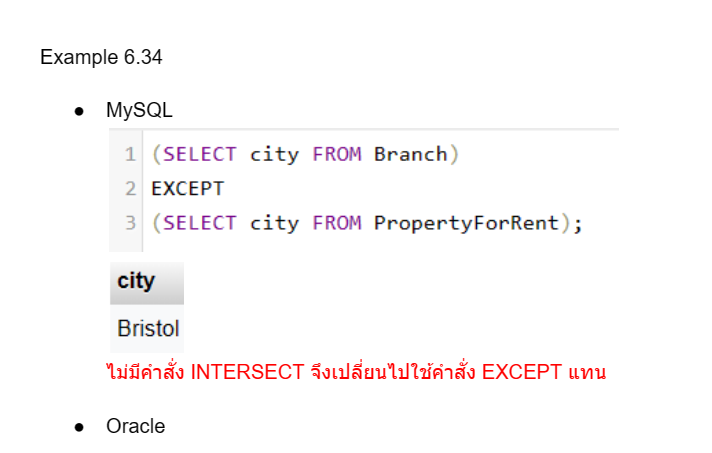 Example 6.34
● MySQL
1 (SELECT city FROM Branch)
2 EXCEPT
3 (SELECT city FROM PropertyForRent);
city
Bristol
ไม่มีคำสั่ง INTERSECT จึงเปลี่ยนไปใช้คำสั่ง EXCEPT แทน
● Oracle